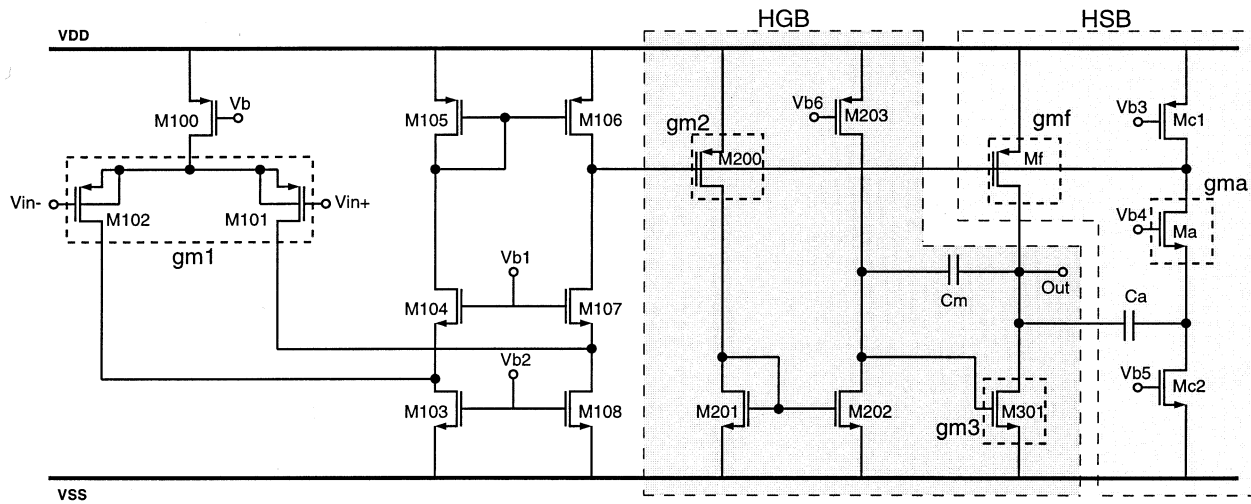 HGB
HSB
VDD
Vb
M100
M105
M106
Vb6
M203
gm2
M200
gmf
Mf
Vb3
Mc1
gma
Vin-
M102
M101
Vin+
gm1
Vb4
Ma
Vb1
M104
M107
Cm
Out
Ca
Vb2
M103
M108
M201
M202
gm3
M301
Vb5
Mc2
VSS